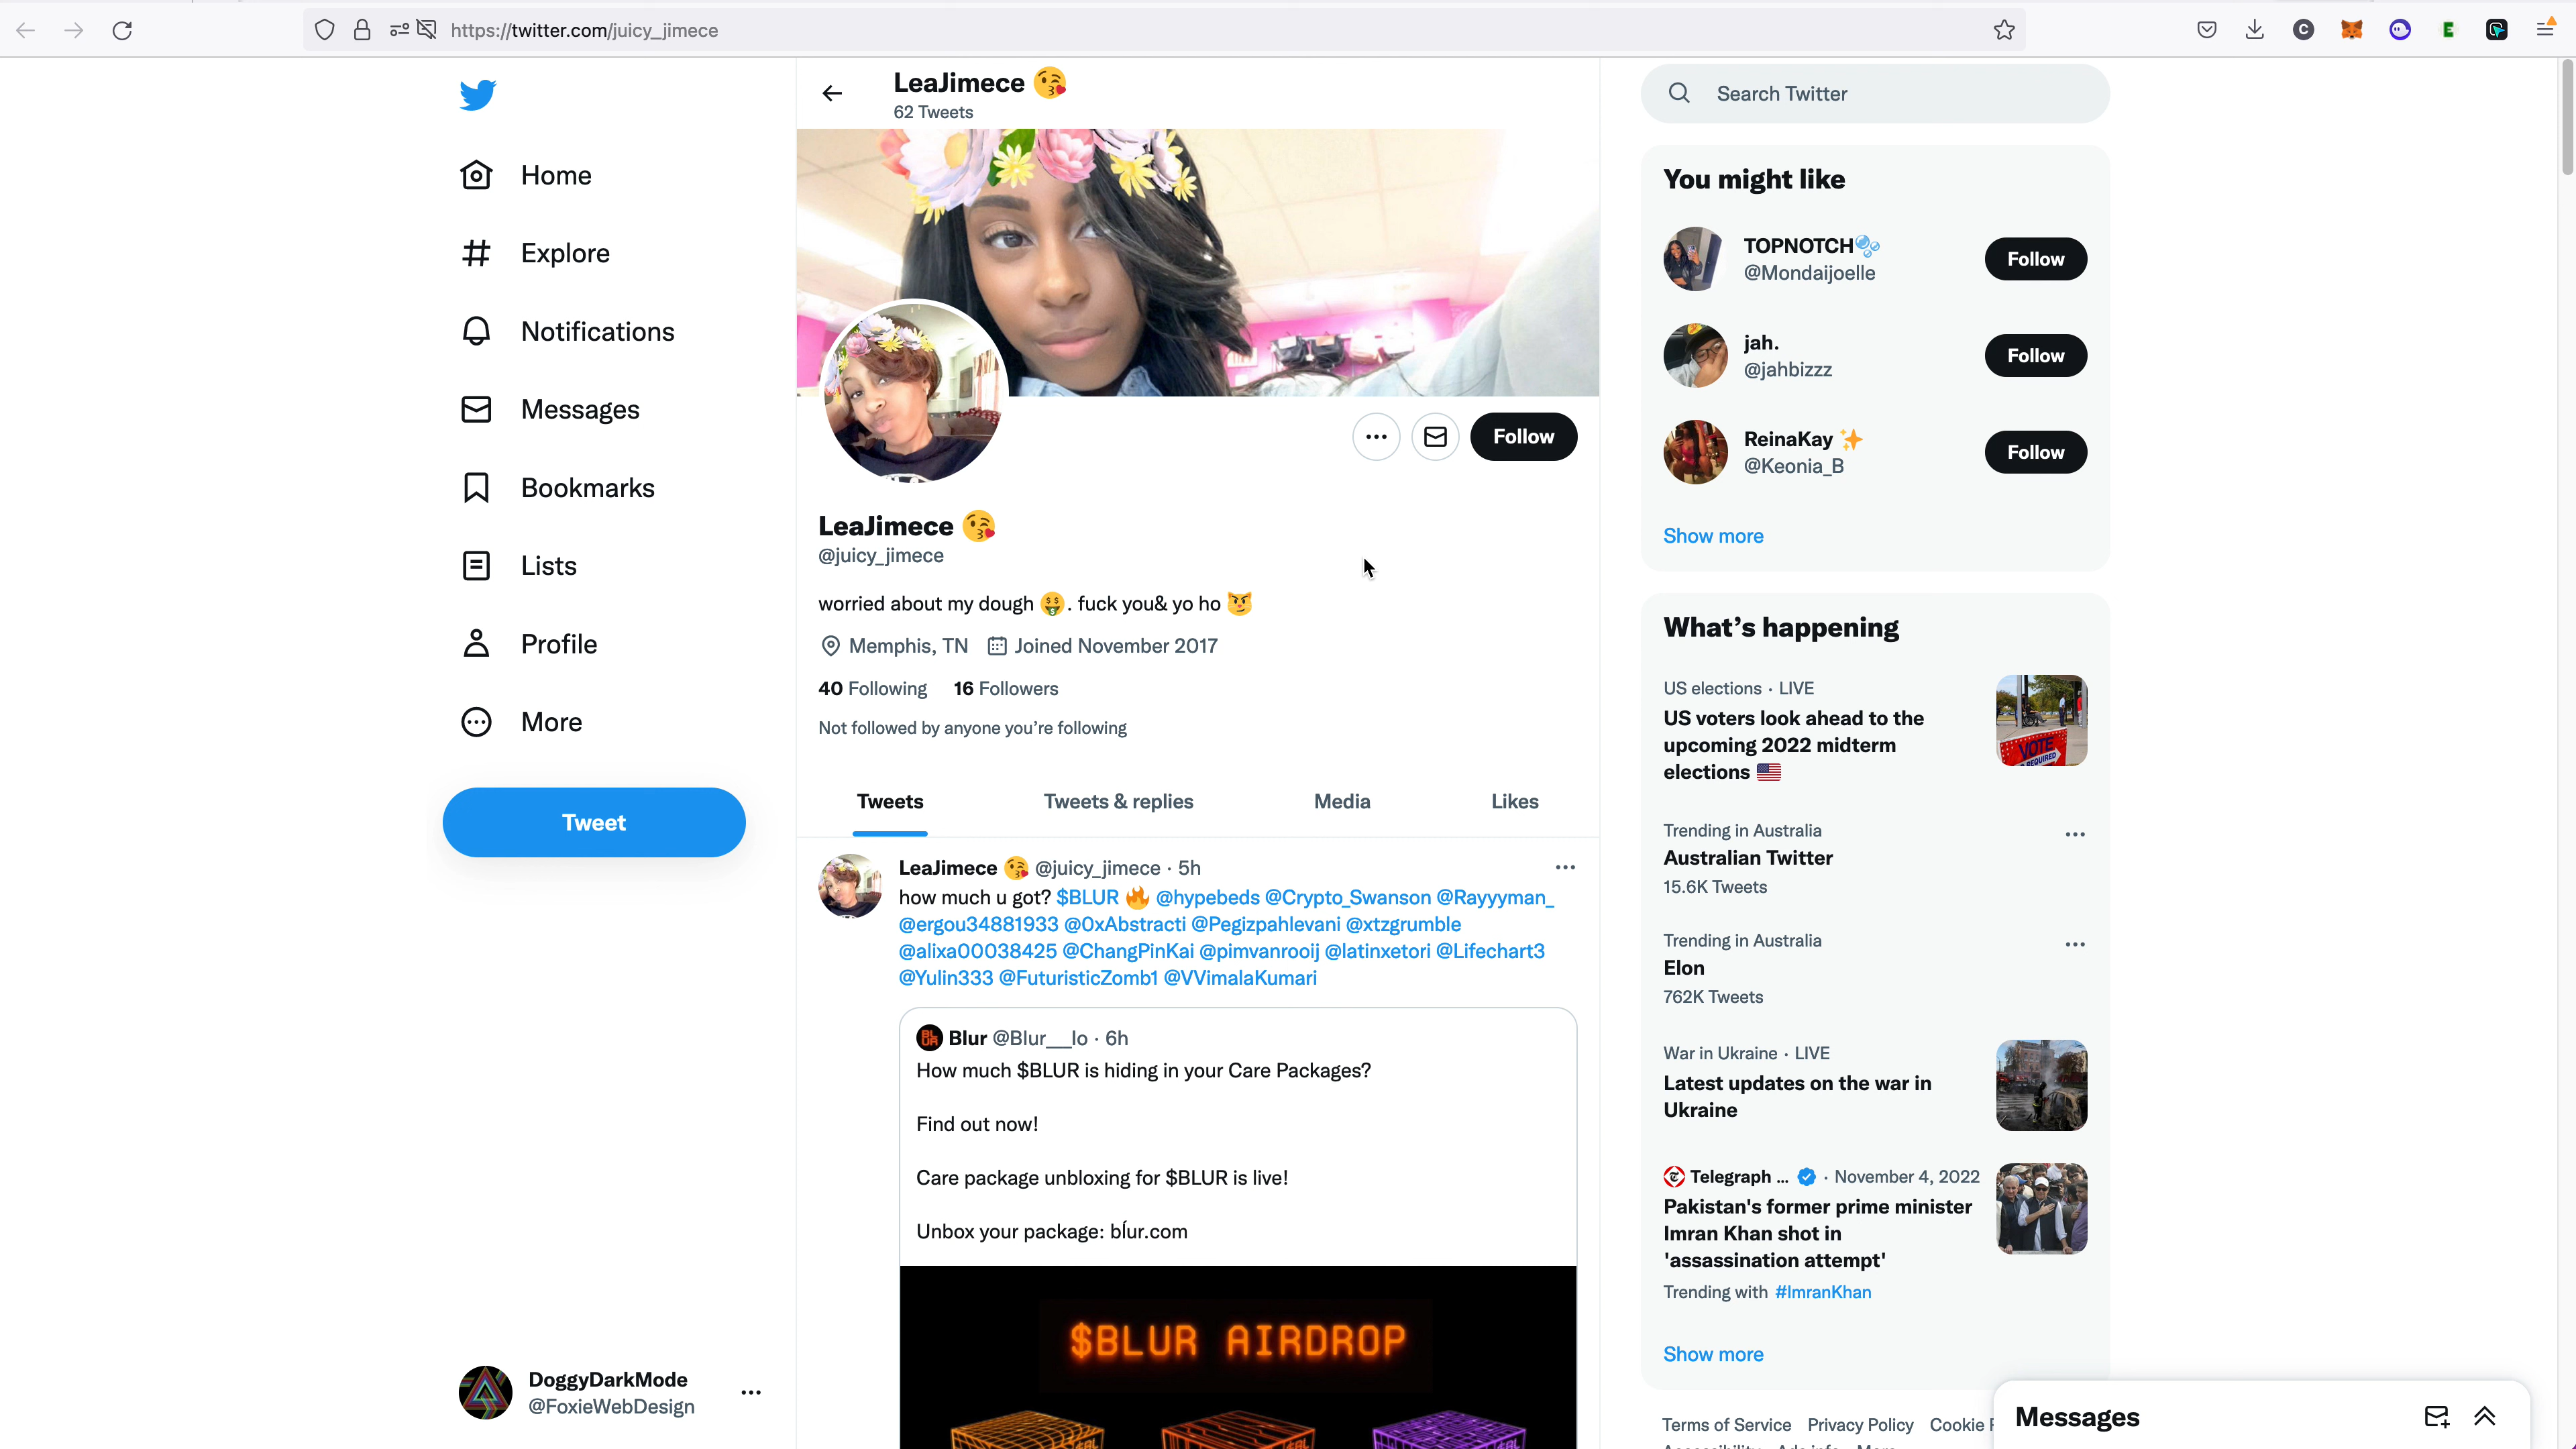 https://twitter.com/juicy_jimece
Home
Explore
Notifications
Messages
Bookmarks
Lists
Profile
More
Tweet
DoggyDarkMode
@FoxieWebDesign
LeaJimece 😘
62 Tweets
Follow
LeaJimece 😘
@juicy_jimece
worried about my dough 🤑. fuck you& yo ho 😼
Memphis, TN Joined November 2017
40 Following 16 Followers
Not followed by anyone you're following
Tweets Tweets & replies Media Likes
LeaJimece 😘 @juicy_jimece · 5h
how much u got? $BLUR 🔥 @hypebeds @Crypto_Swanson @Rayyyman_
@ergou34881933 @0xAbstracti @Pegizpahlevani @xtzgrumble
@alixa00038425 @ChangPinKai @pimvanrooij @latinxetori @Lifechart3
@Yulin333 @FuturisticZomb1 @VVimalaKumari
Blur @Blur__Io · 6h
How much $BLUR is hiding in your Care Packages?
Find out now!
Care package unbloxing for $BLUR is live!
Unbox your package: bĺur.com
$BLUR AIRDROP
Search Twitter
You might like
TOPNOTCH🫧
@Mondaijoelle
Follow
jah.
@jahbizzz
Follow
ReinaKay ✨
@Keonia_B
Follow
Show more
What's happening
US elections · LIVE
US voters look ahead to the
upcoming 2022 midterm
elections 🇺🇸
VOTE
Trending in Australia
Australian Twitter
15.6K Tweets
Trending in Australia
Elon
762K Tweets
War in Ukraine · LIVE
Latest updates on the war in
Ukraine
Telegraph ... · November 4, 2022
Pakistan's former prime minister
Imran Khan shot in
'assassination attempt'
Trending with #ImranKhan
Show more
Terms of Service Privacy Policy Cookie
Messages